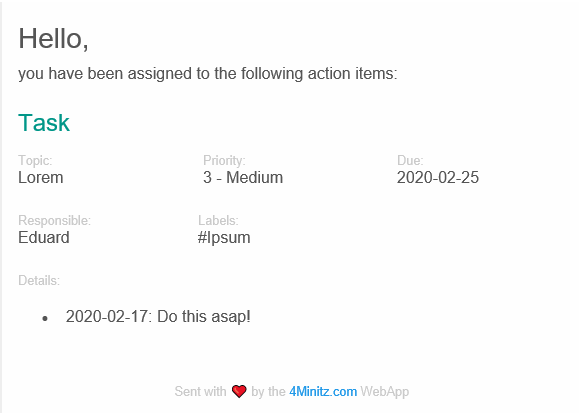 Hello,
you have been assigned to the following action items:
Task
Topic: Priority: Due:
Lorem 3 - Medium 2020-02-25
Responsible: Labels:
Eduard #Ipsum
Details:
• 2020-02-17: Do this asap!
Sent with ❤ by the 4Minitz.com WebApp